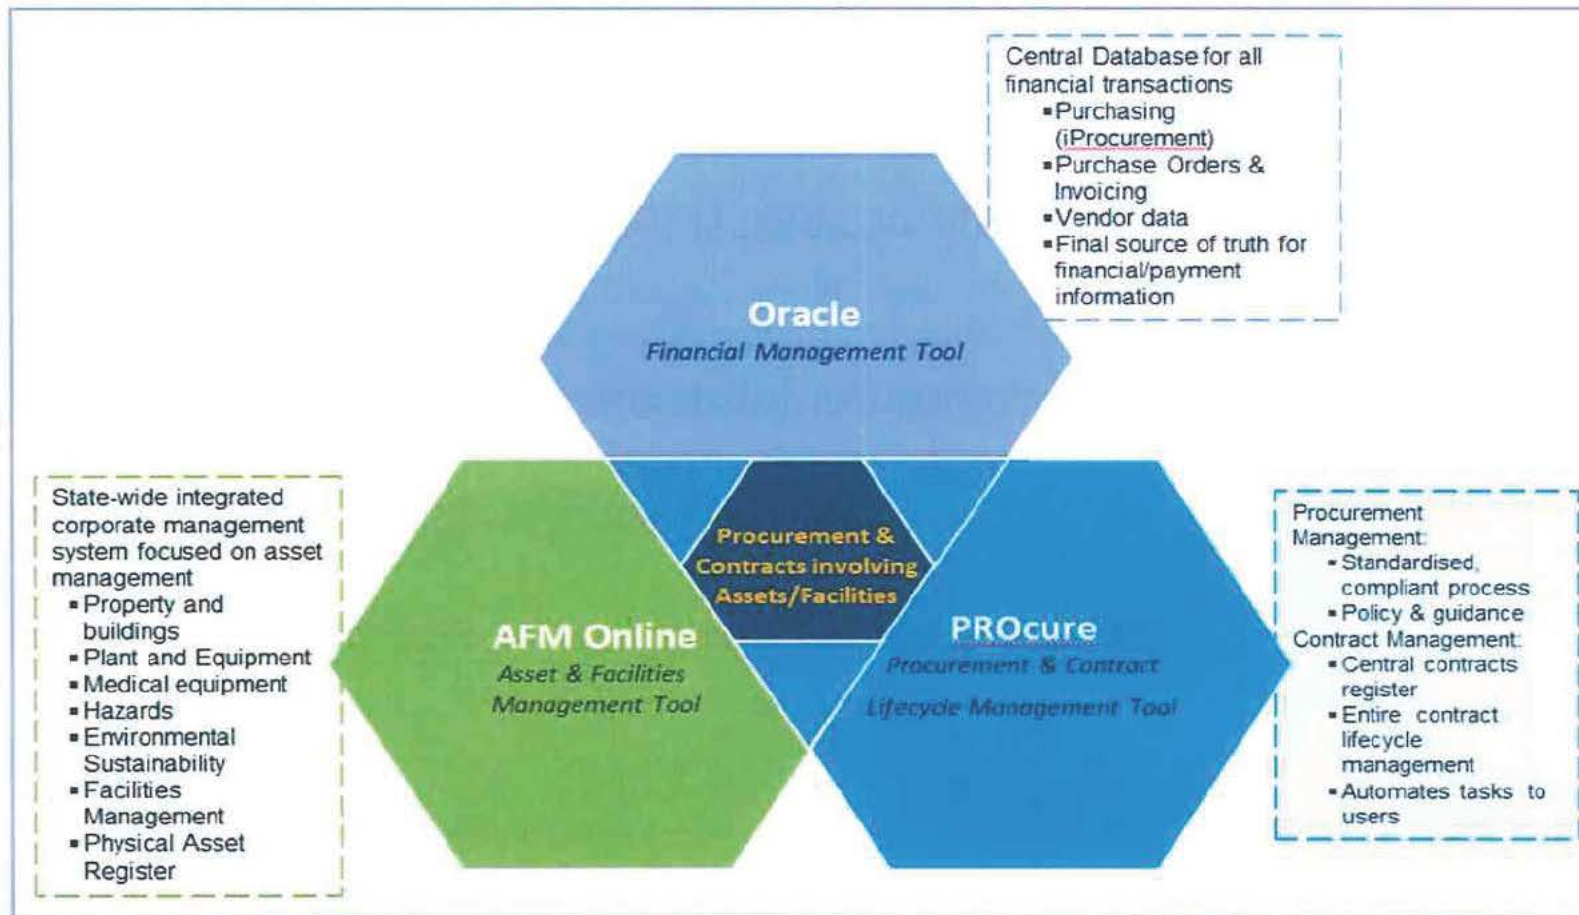 Central Database for all
financial transactions
▪Purchasing
(iProcurement)
▪Purchase Orders &
Invoicing
▪Vendor data
▪Final source of truth for
financial/payment
information
Oracle
Financial Management Tool
State-wide integrated
corporate management
system focused on asset
management
▪Property and
buildings
▪Plant and Equipment
▪Medical equipment
▪Hazards
▪Environmental
Sustainability
▪Facilities
Management
▪Physical Asset
Register
Procurement &
Contracts involving
Assets/Facilities
AFM Online
Asset & Facilities
Management Tool
PROcure
Procurement & Contract
Lifecycle Management Tool
Procurement
Management:
▪Standardised,
compliant process
▪Policy & guidance
Contract Management:
▪Central contracts
register
▪Entire contract
lifecycle
management
▪Automates tasks to
users